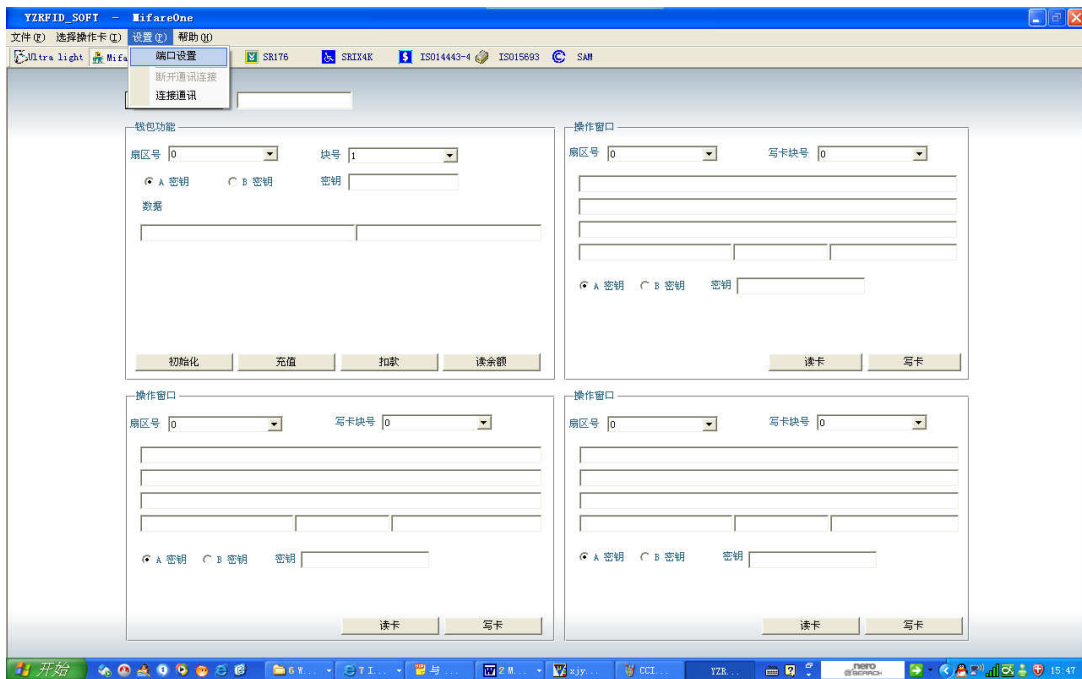 YZRFID_SOFT - MifareOne
文件(F) 选择操作卡(I) 设置(P) 帮助(H)
Ultra light Mifa SR176 SRIX4K ISO14443-4 ISO15693 SAM
端口设置
断开通讯连接
连接通讯
钱包功能
扇区号 0 块号 1
A 密钥 B 密钥 密钥
数据
初始化 充值 扣款 读余额
操作窗口
扇区号 0 写卡块号 0
A 密钥 B 密钥 密钥
读卡 写卡
操作窗口
扇区号 0 写卡块号 0
A 密钥 B 密钥 密钥
读卡 写卡
操作窗口
扇区号 0 写卡块号 0
A 密钥 B 密钥 密钥
读卡 写卡
开始 6 W... 7 I... 与 ... 2 M... xjy... CCI... YZR... nero SEARCH 15:47